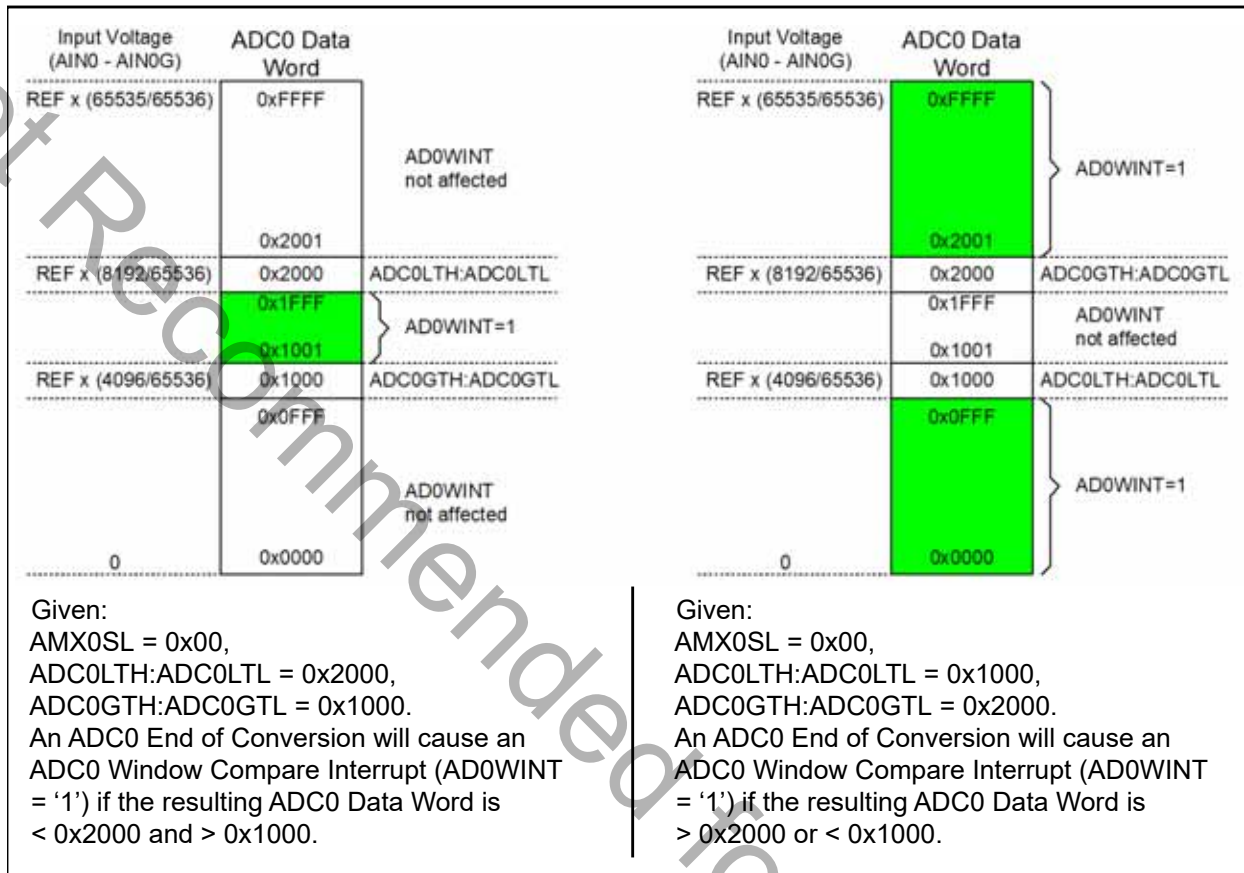 Input Voltage
(AIN0 - AIN0G)
ADC0 Data
Word
REF x (65535/65536)
0xFFFF
AD0WINT
not affected
0x2001
REF x (8192/65536)
0x2000
ADC0LTH:ADC0LTL
0x1FFF
AD0WINT=1
0x1001
REF x (4096/65536)
0x1000
ADC0GTH:ADC0GTL
0x0FFF
AD0WINT
not affected
0
0x0000
Given:
AMX0SL = 0x00,
ADC0LTH:ADC0LTL = 0x2000,
ADC0GTH:ADC0GTL = 0x1000.
An ADC0 End of Conversion will cause an
ADC0 Window Compare Interrupt (AD0WINT
= ‘1’) if the resulting ADC0 Data Word is
< 0x2000 and > 0x1000.
Input Voltage
(AIN0 - AIN0G)
ADC0 Data
Word
REF x (65535/65536)
0xFFFF
AD0WINT=1
0x2001
REF x (8192/65536)
0x2000
ADC0GTH:ADC0GTL
0x1FFF
AD0WINT
not affected
0x1001
REF x (4096/65536)
0x1000
ADC0LTH:ADC0LTL
0x0FFF
AD0WINT=1
0
0x0000
Given:
AMX0SL = 0x00,
ADC0LTH:ADC0LTL = 0x1000,
ADC0GTH:ADC0GTL = 0x2000.
An ADC0 End of Conversion will cause an
ADC0 Window Compare Interrupt (AD0WINT
= ‘1’) if the resulting ADC0 Data Word is
> 0x2000 or < 0x1000.
Recommended